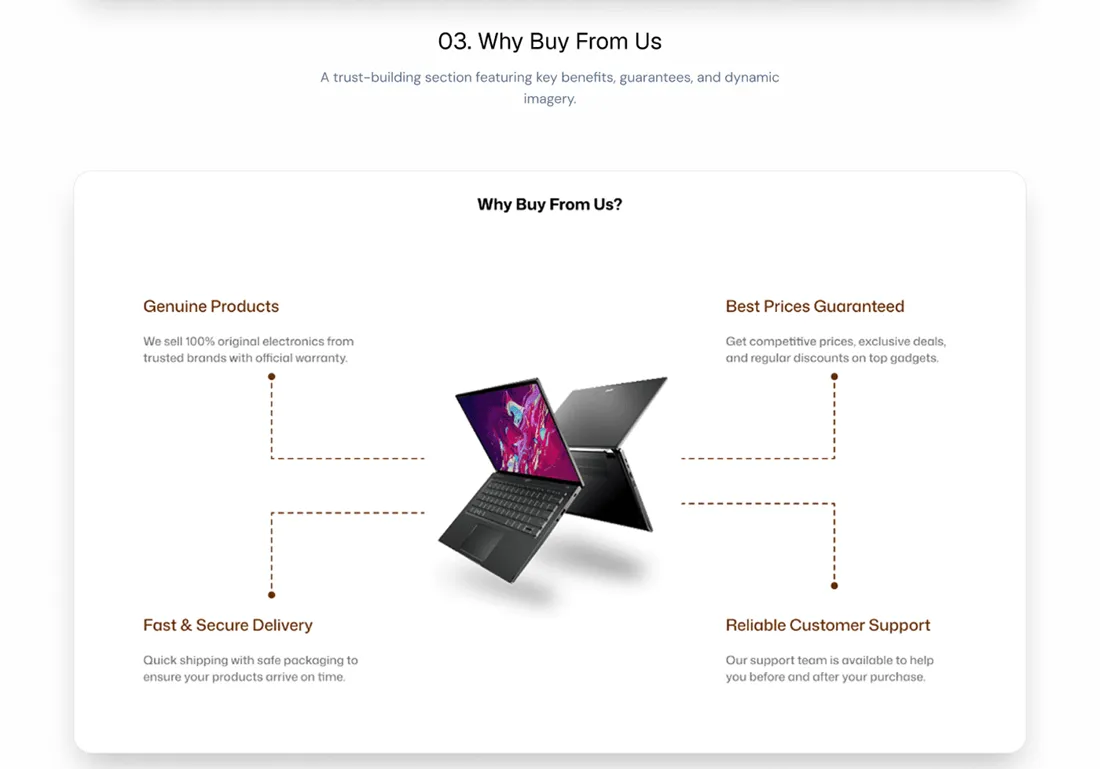 03. Why Buy From Us
A trust-building section featuring key benefits, guarantees, and dynamic
imagery.
Why Buy From Us?
Genuine Products
We sell 100% original electronics from
trusted brands with official warranty.
Best Prices Guaranteed
Get competitive prices, exclusive deals,
and regular discounts on top gadgets.
Fast & Secure Delivery
Quick shipping with safe packaging to
ensure your products arrive on time.
Reliable Customer Support
Our support team is available to help
you before and after your purchase.